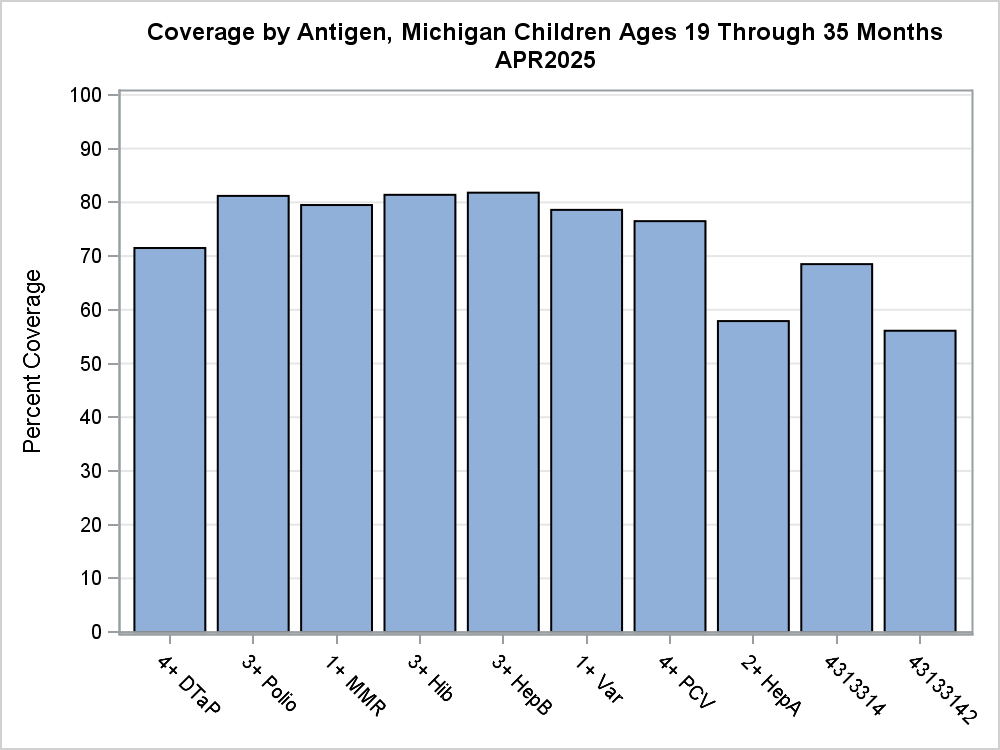 Coverage by Antigen, Michigan Children Ages 19 Through 35 Months
APR2025
Percent Coverage
100
90
80
70
60
50
40
30
20
10
0
4+ DTaP
3+ Polio
1+ MMR
3+ Hib
3+ HepB
1+ Var
4+ PCV
2+ HepA
4313314
43133142